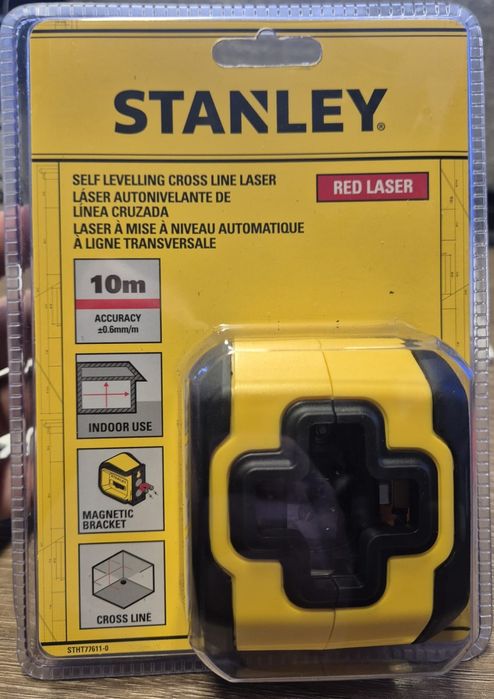 STANLEY®
SELF LEVELLING CROSS LINE LASER
LÁSER AUTONIVELANTE DE
LÍNEA CRUZADA
LASER À MISE À NIVEAU AUTOMATIQUE
À LIGNE TRANSVERSALE
RED LASER
10m
ACCURACY
±0.6mm/m
INDOOR USE
MAGNETIC
BRACKET
CROSS LINE
STHT77611-0